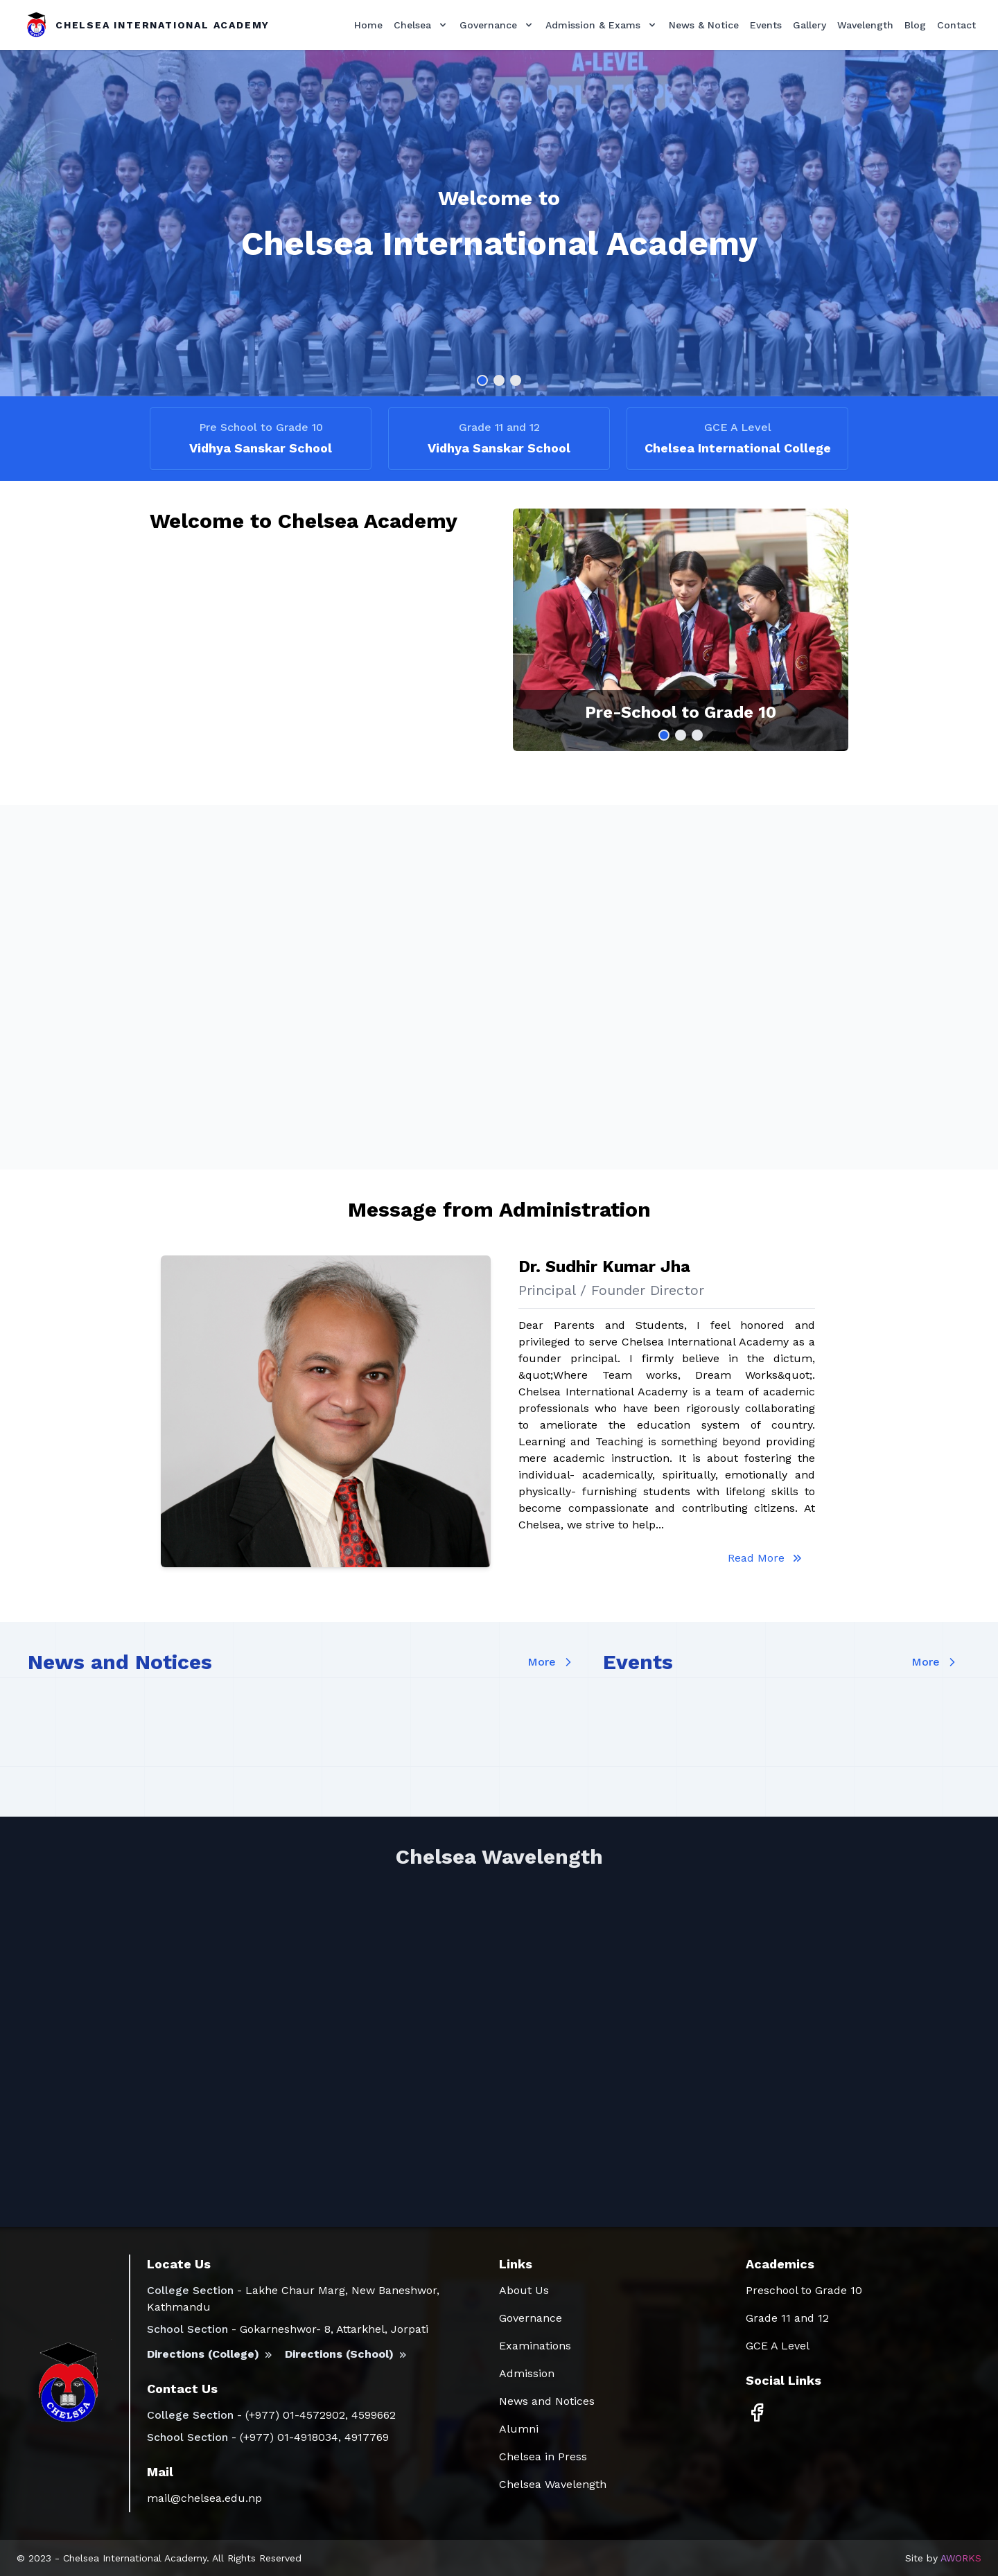 CHELSEA INTERNATIONAL ACADEMY
Home Chelsea Governance Admission & Exams News & Notice Events Gallery Wavelength Blog Contact
A-LEVEL
Welcome to
Chelsea International Academy
Pre School to Grade 10
Vidhya Sanskar School
Grade 11 and 12
Vidhya Sanskar School
GCE A Level
Chelsea International College
Welcome to Chelsea Academy
Pre-School to Grade 10
Message from Administration
Dr. Sudhir Kumar Jha
Principal / Founder Director
Dear Parents and Students, I feel honored and
privileged to serve Chelsea International Academy as a
founder principal. I firmly believe in the dictum,
&quot;Where Team works, Dream Works&quot;.
Chelsea International Academy is a team of academic
professionals who have been rigorously collaborating
to ameliorate the education system of country.
Learning and Teaching is something beyond providing
mere academic instruction. It is about fostering the
individual- academically, spiritually, emotionally and
physically- furnishing students with lifelong skills to
become compassionate and contributing citizens. At
Chelsea, we strive to help...
Read More
News and Notices
More
Events
More
Chelsea Wavelength
CHELSEA
Locate Us
College Section - Lakhe Chaur Marg, New Baneshwor,
Kathmandu
School Section - Gokarneshwor- 8, Attarkhel, Jorpati
Directions (College) » Directions (School) »
Contact Us
College Section - (+977) 01-4572902, 4599662
School Section - (+977) 01-4918034, 4917769
Mail
mail@chelsea.edu.np
Links
About Us
Governance
Examinations
Admission
News and Notices
Alumni
Chelsea in Press
Chelsea Wavelength
Academics
Preschool to Grade 10
Grade 11 and 12
GCE A Level
Social Links
© 2023 - Chelsea International Academy. All Rights Reserved
Site by AWORKS